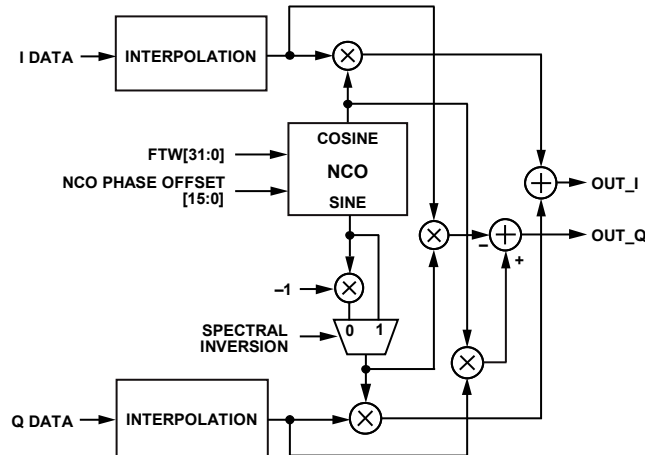 I DATA
INTERPOLATION
COSINE
FTW[31:0]
NCO
NCO PHASE OFFSET
[15:0]
SINE
OUT_I
OUT_Q
–
+
–1
0 1
SPECTRAL
INVERSION
Q DATA
INTERPOLATION